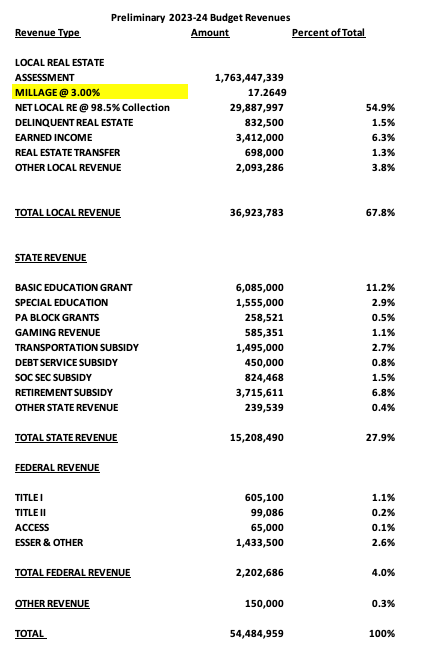 Preliminary 2023-24 Budget Revenues
Revenue Type Amount Percent of Total
LOCAL REAL ESTATE
ASSESSMENT 1,763,447,339
MILLAGE @ 3.00% 17.2649
NET LOCAL RE @ 98.5% Collection 29,887,997 54.9%
DELINQUENT REAL ESTATE 832,500 1.5%
EARNED INCOME 3,412,000 6.3%
REAL ESTATE TRANSFER 698,000 1.3%
OTHER LOCAL REVENUE 2,093,286 3.8%
TOTAL LOCAL REVENUE 36,923,783 67.8%
STATE REVENUE
BASIC EDUCATION GRANT 6,085,000 11.2%
SPECIAL EDUCATION 1,555,000 2.9%
PA BLOCK GRANTS 258,521 0.5%
GAMING REVENUE 585,351 1.1%
TRANSPORTATION SUBSIDY 1,495,000 2.7%
DEBT SERVICE SUBSIDY 450,000 0.8%
SOC SEC SUBSIDY 824,468 1.5%
RETIREMENT SUBSIDY 3,715,611 6.8%
OTHER STATE REVENUE 239,539 0.4%
TOTAL STATE REVENUE 15,208,490 27.9%
FEDERAL REVENUE
TITLE I 605,100 1.1%
TITLE II 99,086 0.2%
ACCESS 65,000 0.1%
ESSER & OTHER 1,433,500 2.6%
TOTAL FEDERAL REVENUE 2,202,686 4.0%
OTHER REVENUE 150,000 0.3%
TOTAL 54,484,959 100%